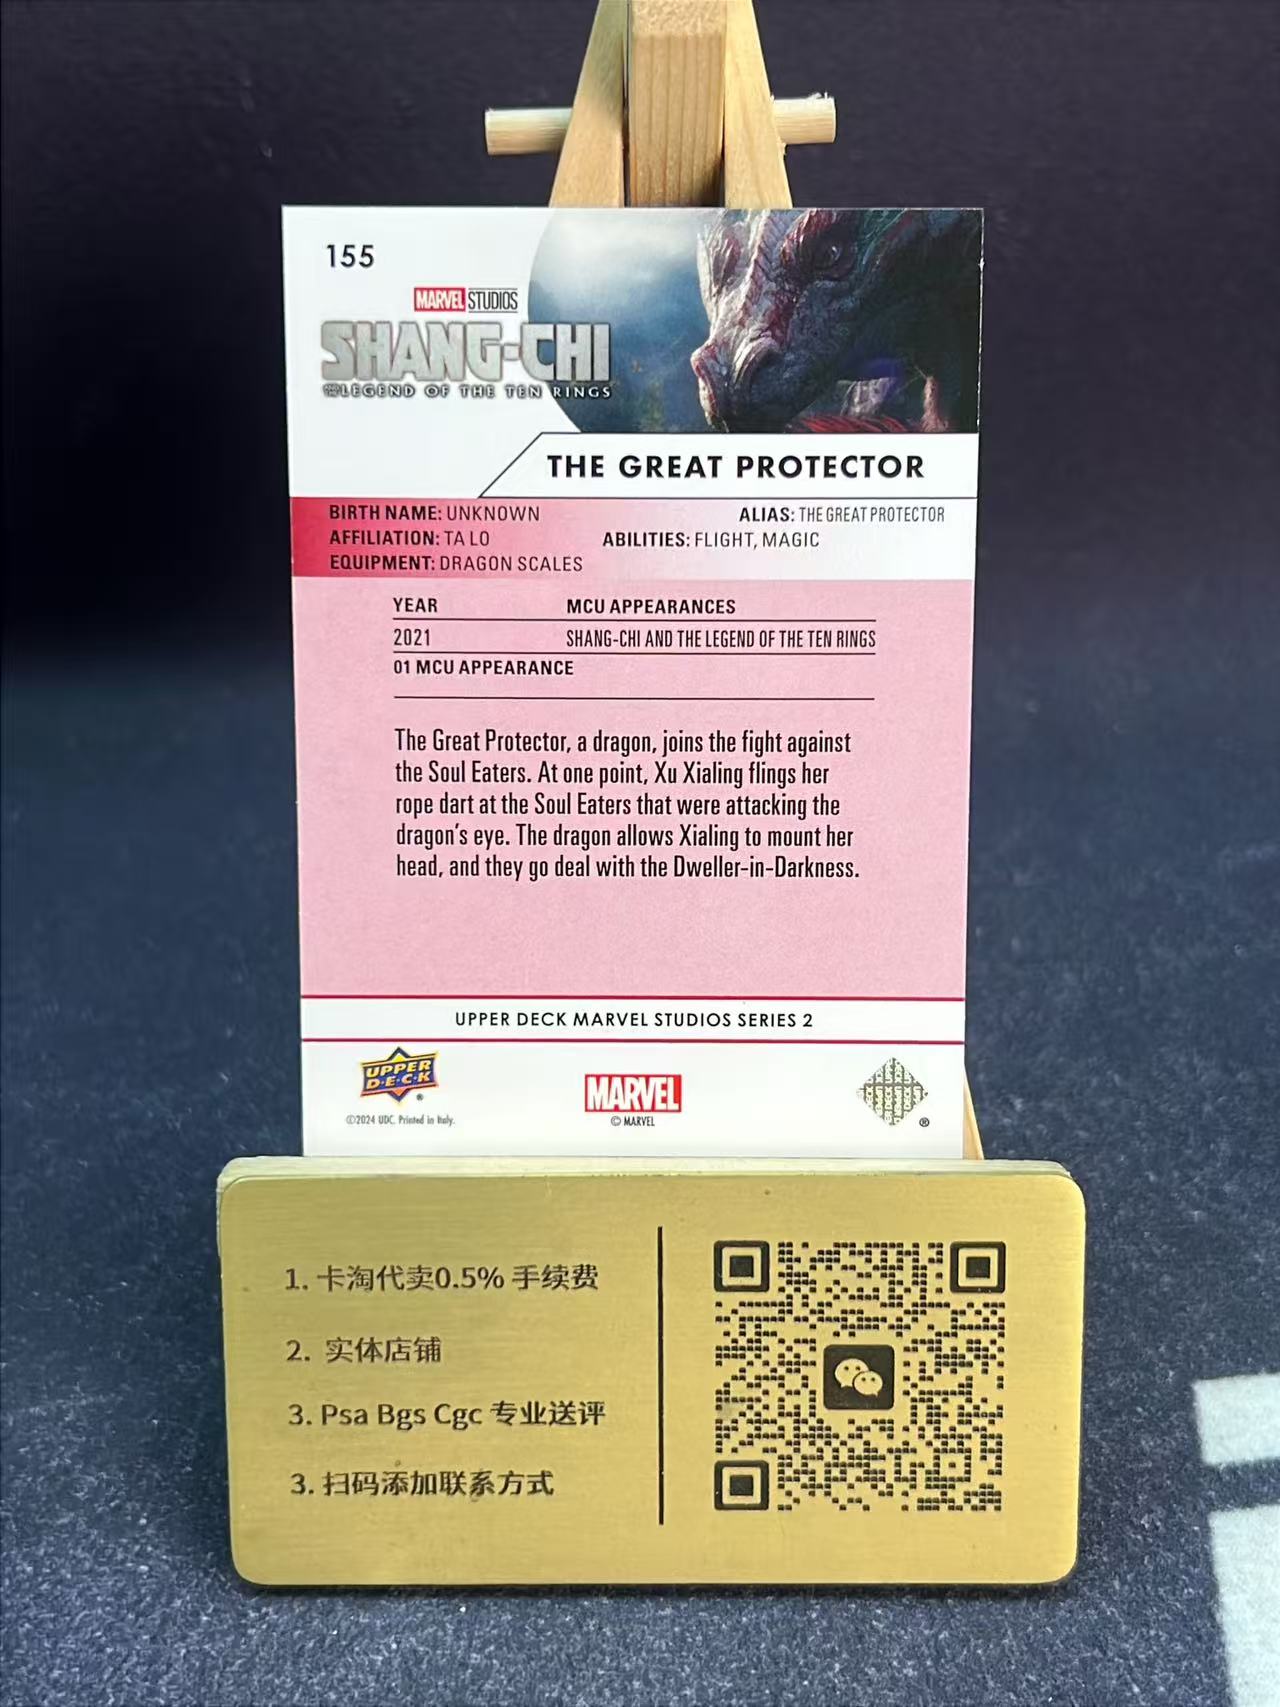 155
MARVEL STUDIOS
SHANG-CHI
AND THE LEGEND OF THE TEN RINGS
THE GREAT PROTECTOR
BIRTH NAME: UNKNOWN
ALIAS: THE GREAT PROTECTOR
AFFILIATION: TA LO
ABILITIES: FLIGHT, MAGIC
EQUIPMENT: DRAGON SCALES
YEAR MCU APPEARANCES
2021 SHANG-CHI AND THE LEGEND OF THE TEN RINGS
01 MCU APPEARANCE
The Great Protector, a dragon, joins the fight against
the Soul Eaters. At one point, Xu Xialing flings her
rope dart at the Soul Eaters that were attacking the
dragon's eye. The dragon allows Xialing to mount her
head, and they go deal with the Dweller-in-Darkness.
UPPER DECK MARVEL STUDIOS SERIES 2
UPPER DECK
®
©2024 UDC. Printed in Italy.
MARVEL
© MARVEL
®
1. 卡淘代卖0.5% 手续费
2. 实体店铺
3. Psa Bgs Cgc 专业送评
3. 扫码添加联系方式